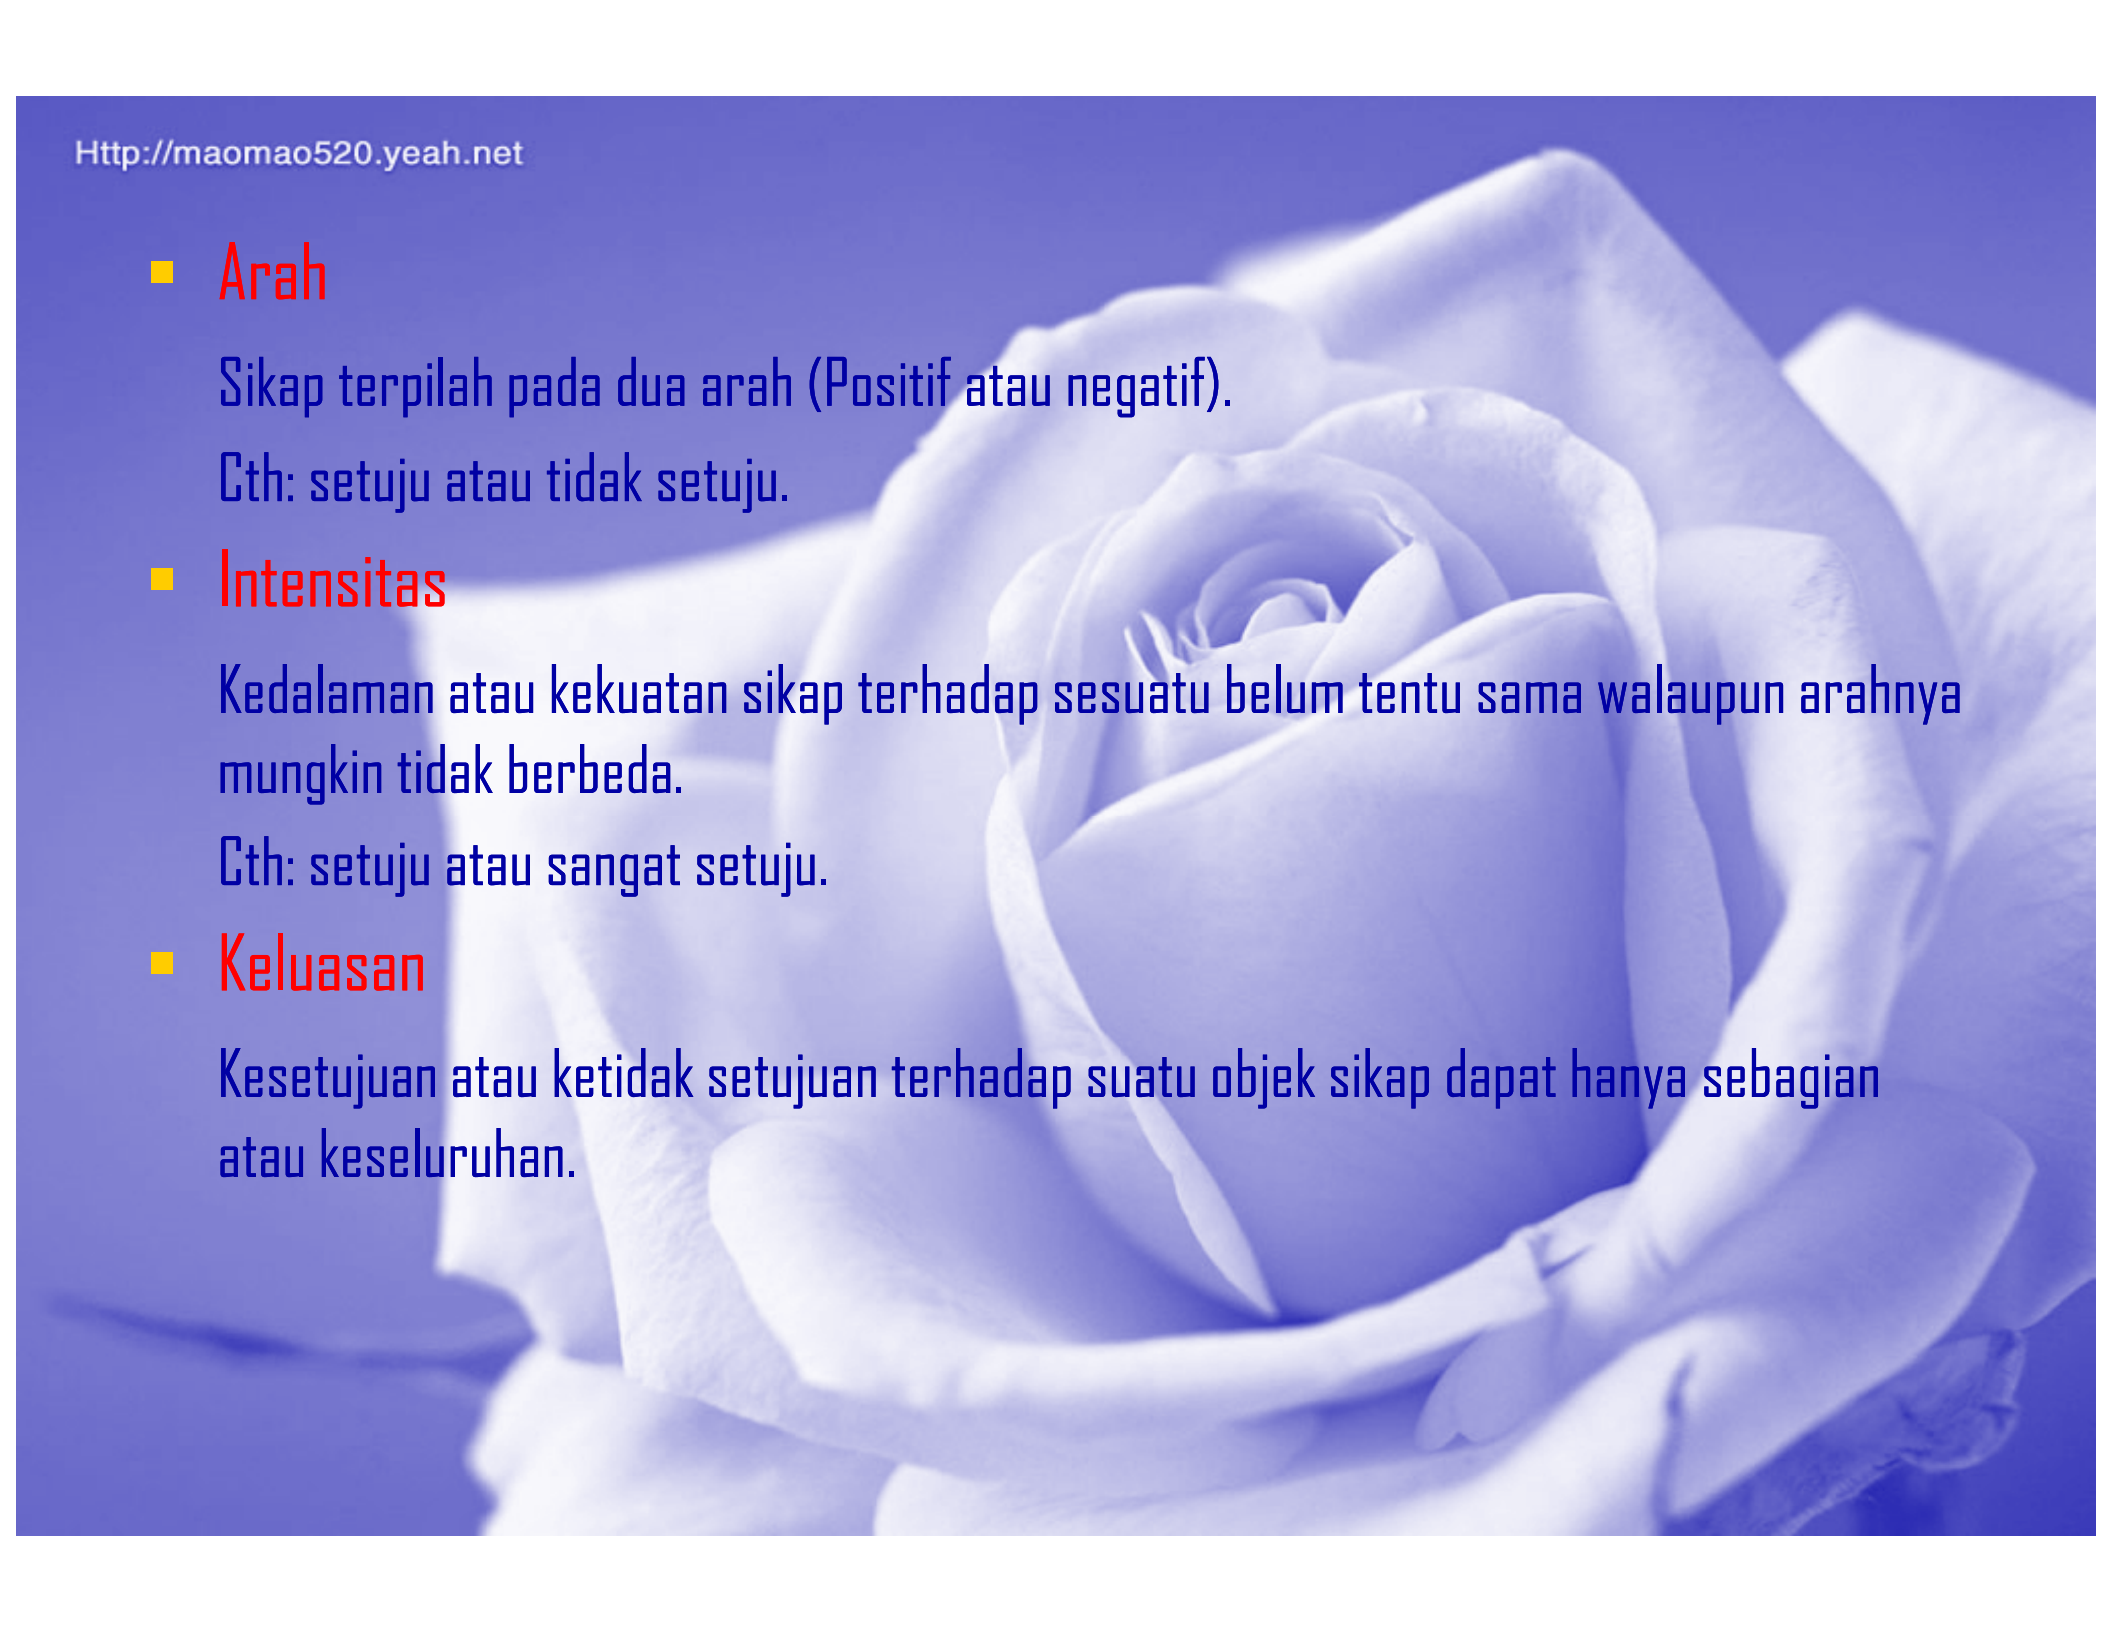 Http://maomao520.yeah.net
Arah
Sikap terpilah pada dua arah (Positif atau negatif).
Cth: setuju atau tidak setuju.
Intensitas
Kedalaman atau kekuatan sikap terhadap sesuatu belum tentu sama walaupun arahnya
mungkin tidak berbeda.
Cth: setuju atau sangat setuju.
Keluasan
Kesetujuan atau ketidak setujuan terhadap suatu objek sikap dapat hanya sebagian
atau keseluruhan.